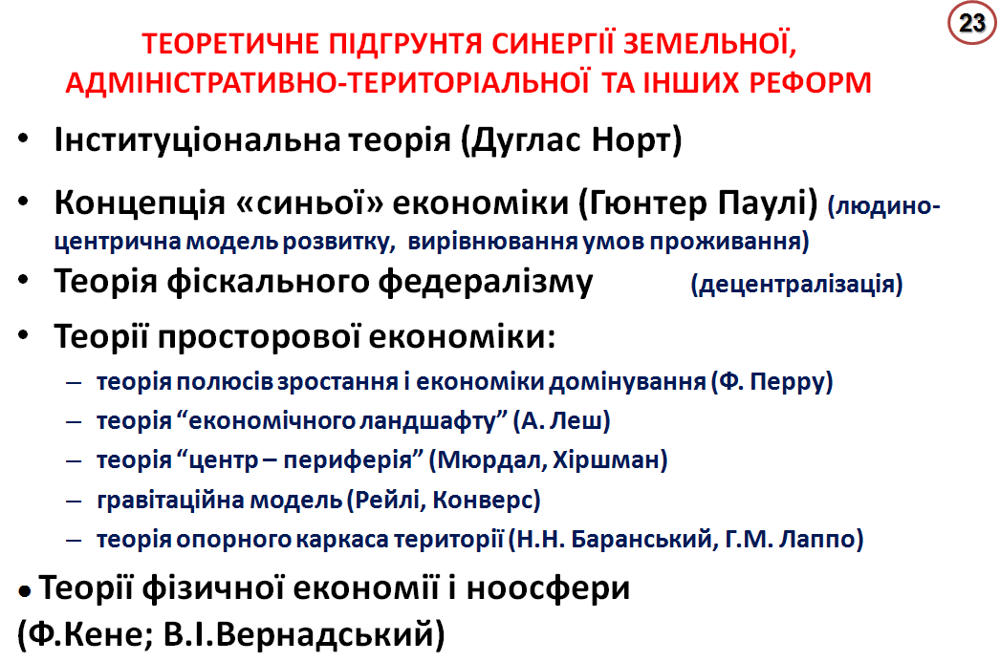 23
ТЕОРЕТИЧНЕ ПІДГРУНТЯ СИНЕРГІЇ ЗЕМЕЛЬНОЇ,
АДМІНІСТРАТИВНО-ТЕРИТОРІАЛЬНОЇ ТА ІНШИХ РЕФОРМ
• Інституціональна теорія (Дуглас Норт)
• Концепція «синьої» економіки (Гюнтер Паулі) (людино-
центрична модель розвитку, вирівнювання умов проживання)
• Теорія фіскального федералізму (децентралізація)
• Теорії просторової економіки:
– теорія полюсів зростання і економіки домінування (Ф. Перру)
– теорія “економічного ландшафту” (А. Леш)
– теорія “центр – периферія” (Мюрдал, Хіршман)
– гравітаційна модель (Рейлі, Конверс)
– теорія опорного каркаса території (Н.Н. Баранський, Г.М. Лаппо)
• Теорії фізичної економії і ноосфери
(Ф.Кене; В.І.Вернадський)